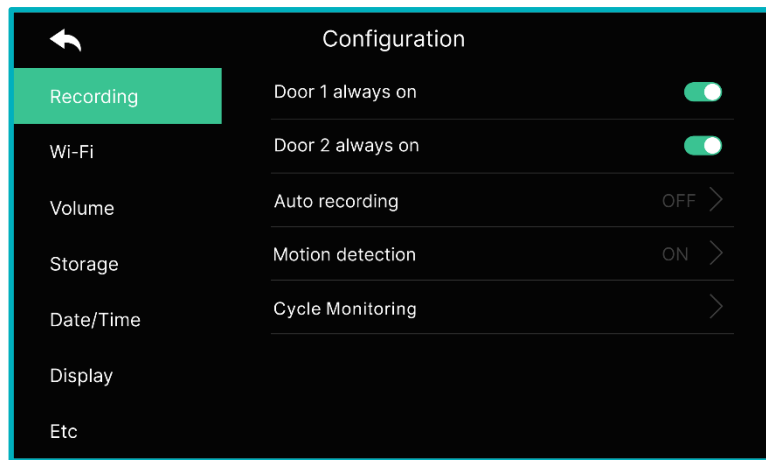 Configuration
Recording
Wi-Fi
Volume
Storage
Date/Time
Display
Etc
Door 1 always on
Door 2 always on
Auto recording OFF
Motion detection ON
Cycle Monitoring